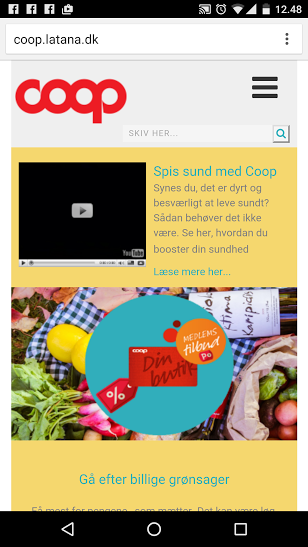 12.48
coop.latana.dk
coop
SKIV HER...
Spis sund med Coop
Synes du, det er dyrt og
besværligt at leve sundt?
Sådan behøver det ikke
være. Se her, hvordan du
booster din sundhed
Læse mere her...
YouTube
MEDLEMS
tilbud
coop
Din
butik
%
Gå efter billige grønsager